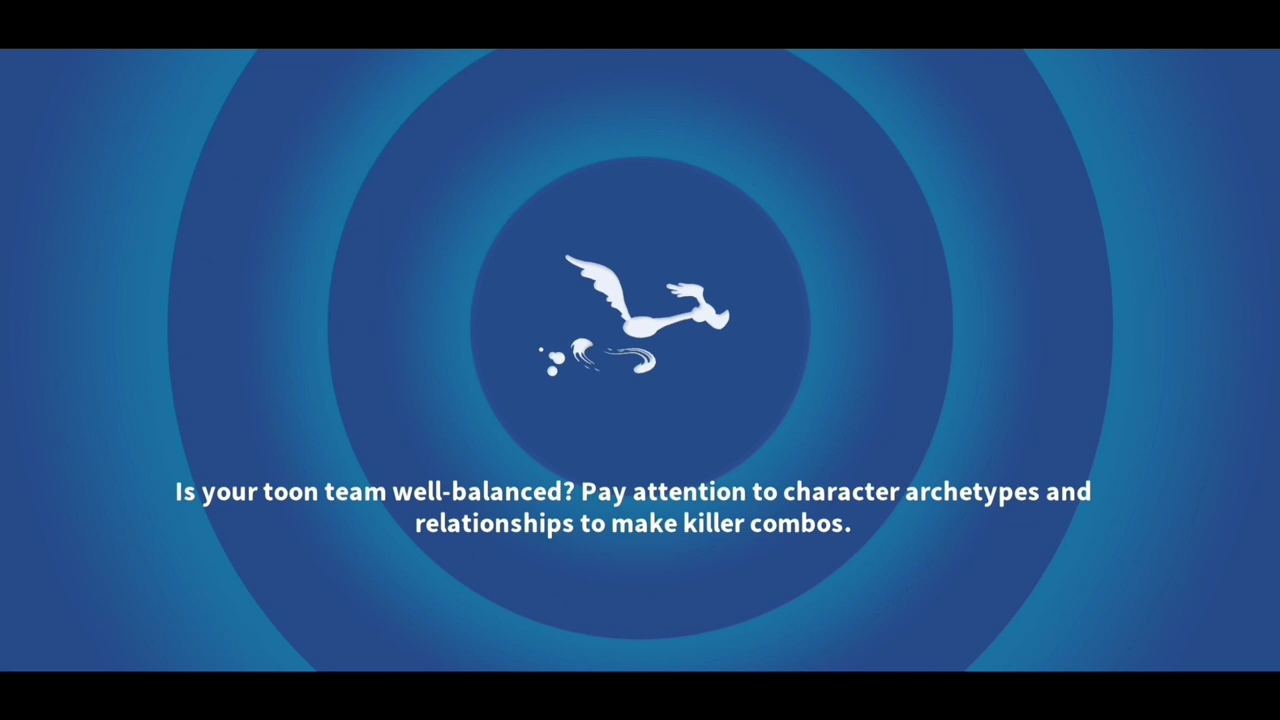 Is your toon team well-balanced? Pay attention to character archetypes and
relationships to make killer combos.